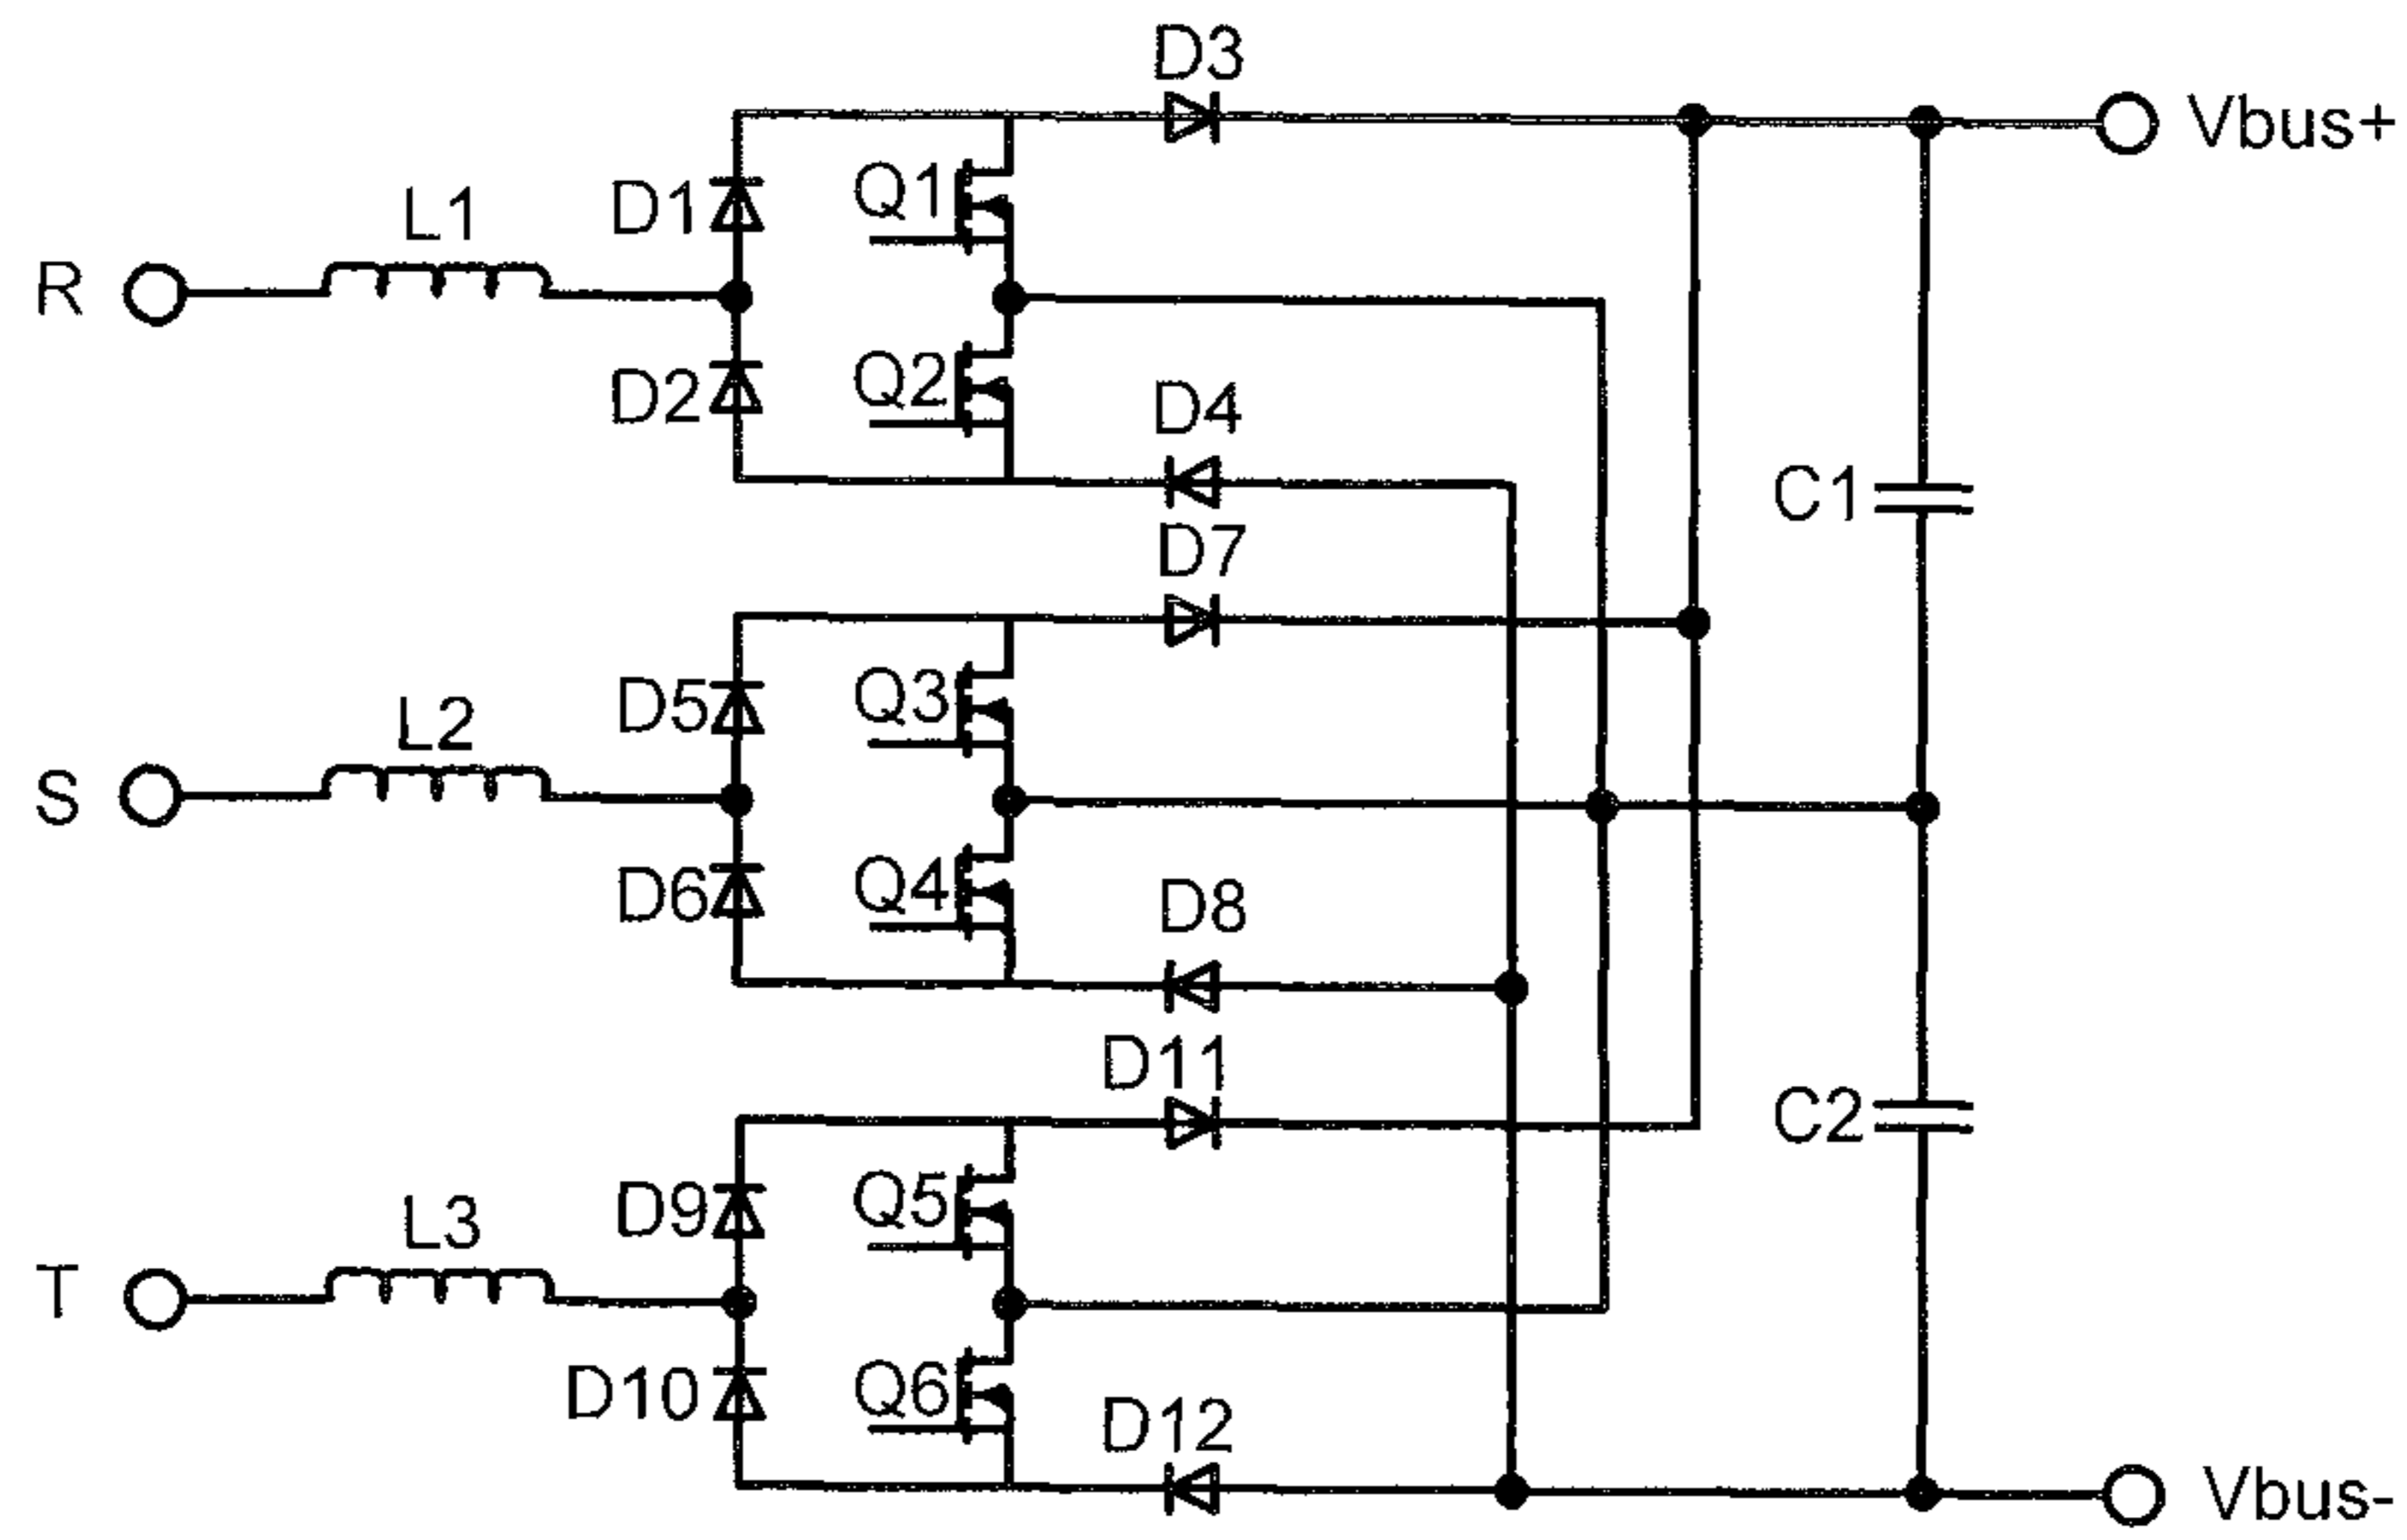 D3
Vbus+
D1
Q1
L1
R
D2
Q2
D4
C1
D7
D5
Q3
L2
S
D6
Q4
D8
D11
C2
D9
Q5
L3
T
D10
Q6
D12
Vbus-